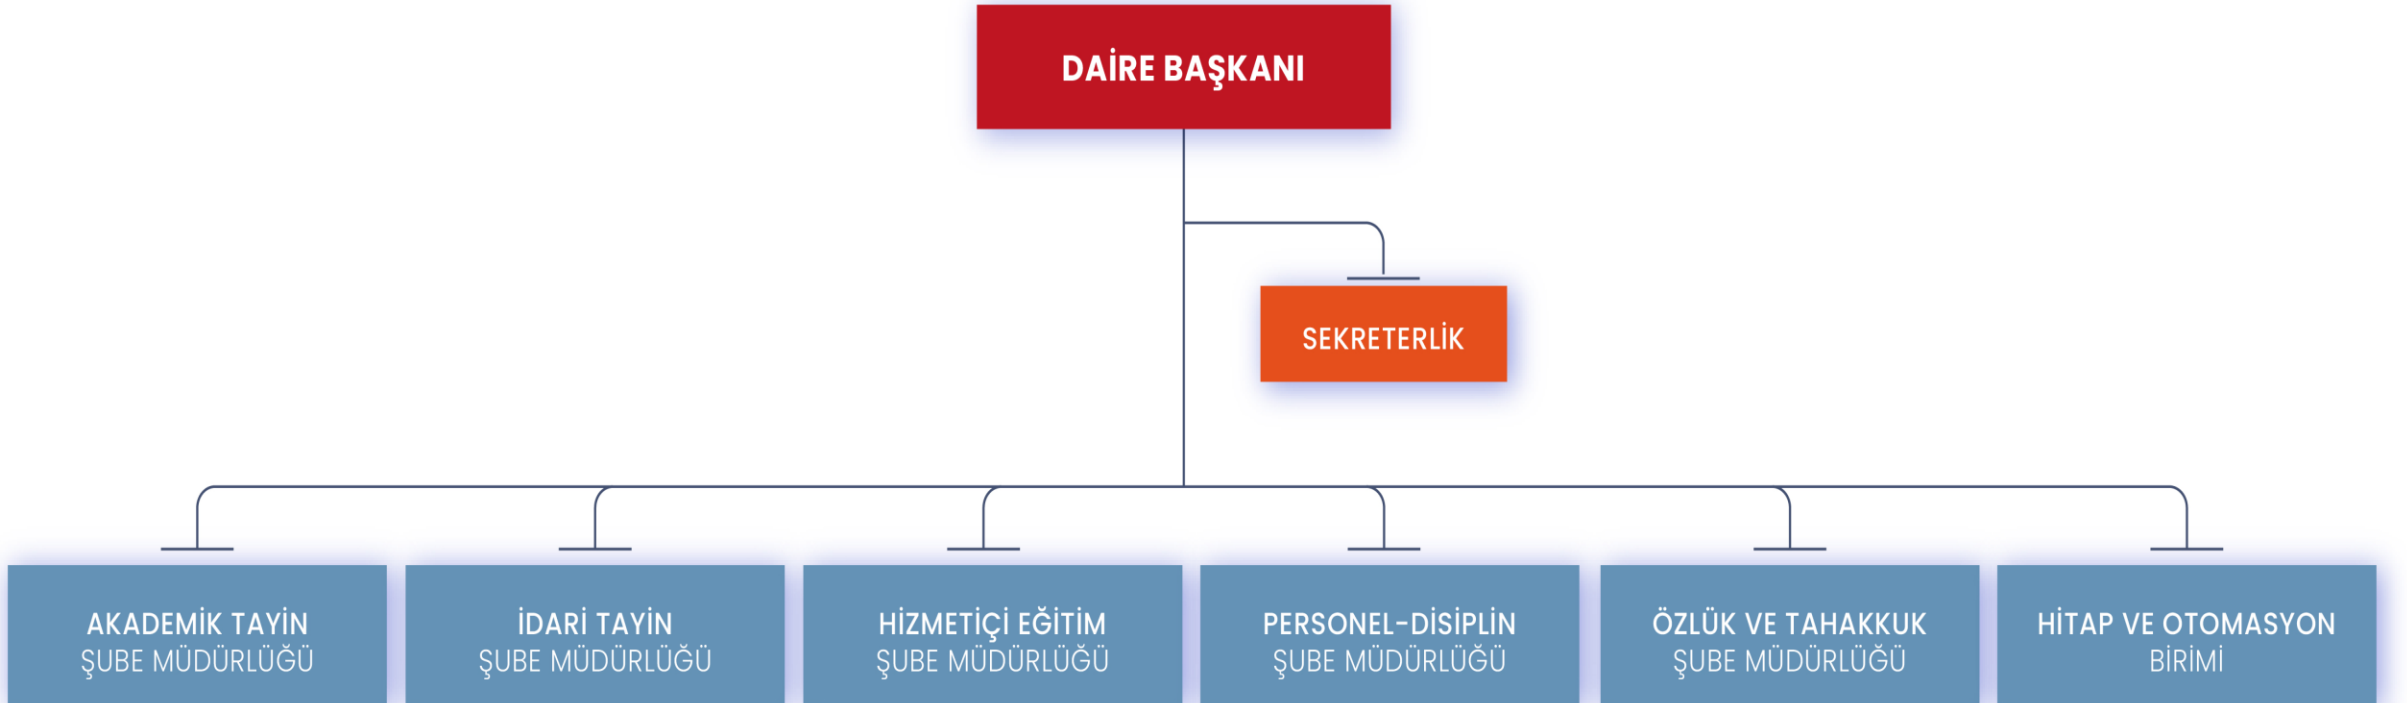 DAİRE BAŞKANI
SEKRETERLİK
AKADEMİK TAYİN
ŞUBE MÜDÜRLÜĞÜ
İDARİ TAYİN
ŞUBE MÜDÜRLÜĞÜ
HİZMETİÇİ EĞİTİM
ŞUBE MÜDÜRLÜĞÜ
PERSONEL-DİSİPLİN
ŞUBE MÜDÜRLÜĞÜ
ÖZLÜK VE TAHAKKUK
ŞUBE MÜDÜRLÜĞÜ
HİTAP VE OTOMASYON
BİRİMİ